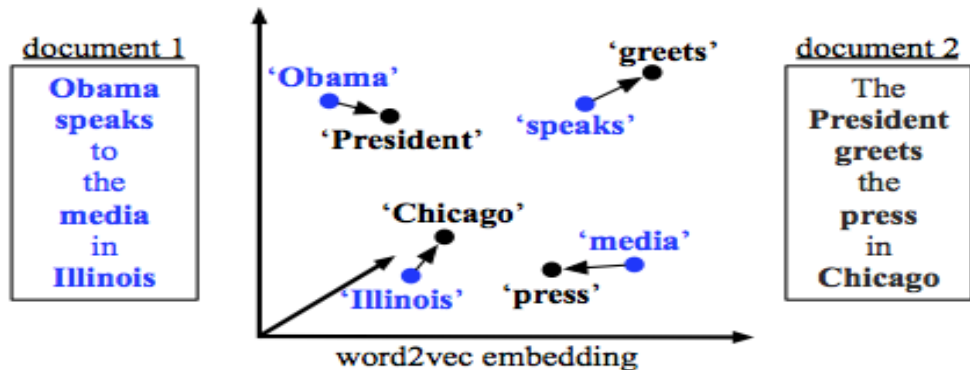 document 1
Obama
speaks
to
the
media
in
Illinois
‘Obama’
‘President’
‘greets’
‘speaks’
‘Chicago’
‘Illinois’
‘media’
‘press’
word2vec embedding
document 2
The
President
greets
the
press
in
Chicago